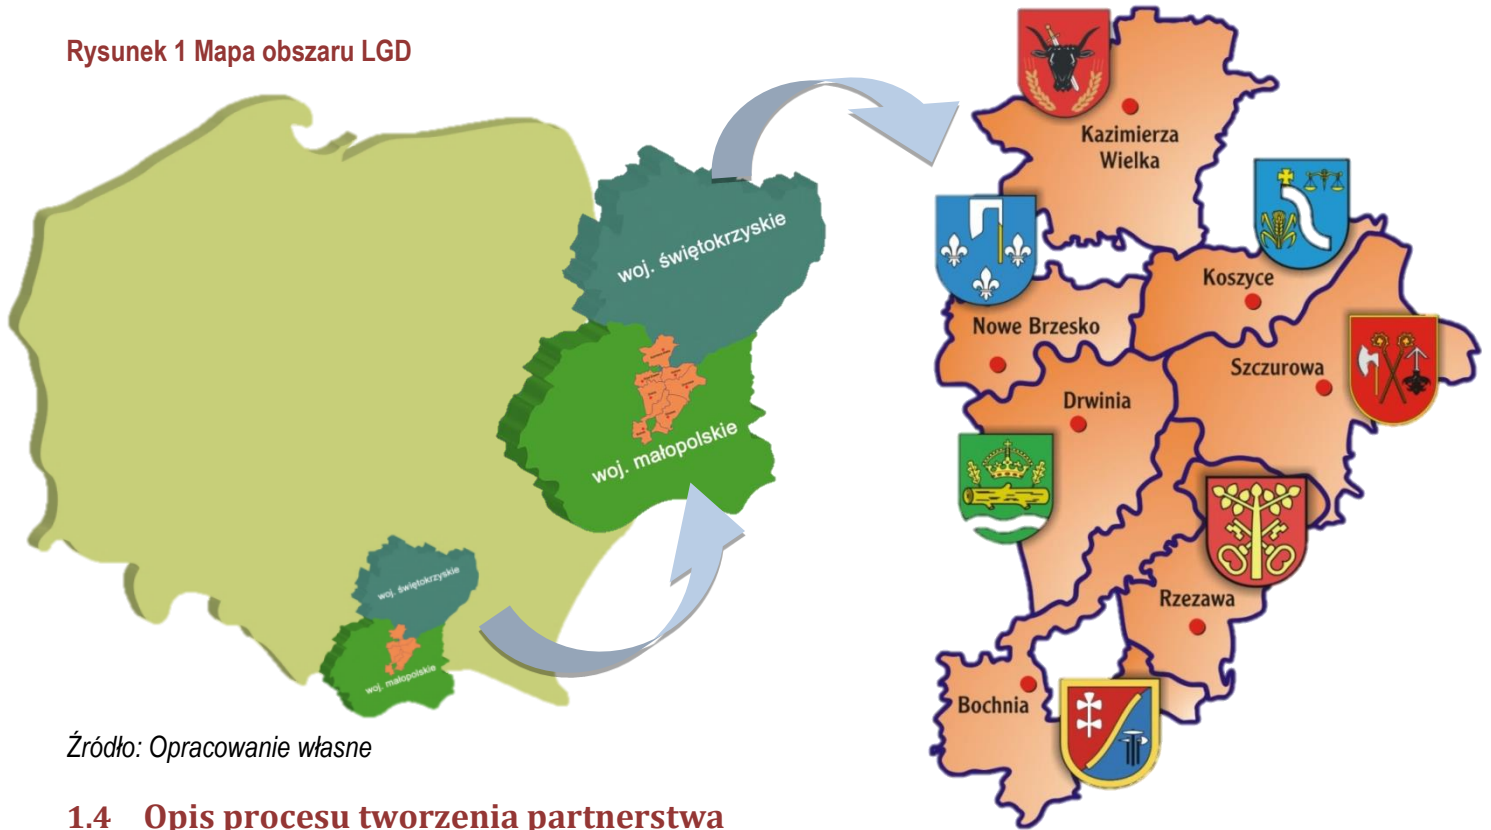 Rysunek 1 Mapa obszaru LGD
woj. świętokrzyskie
woj. małopolskie
woj. świętokrzyskie
woj. małopolskie
Kazimierza
Wielka
Koszyce
Nowe Brzesko
Szczurowa
Drwinia
Rzezawa
Bochnia
Źródło: Opracowanie własne
1.4 Opis procesu tworzenia partnerstwa